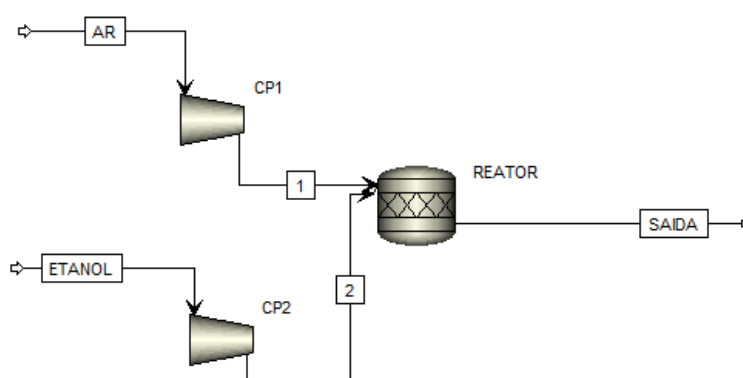 AR
CP1
1
REATOR
SAIDA
ETANOL
CP2
2